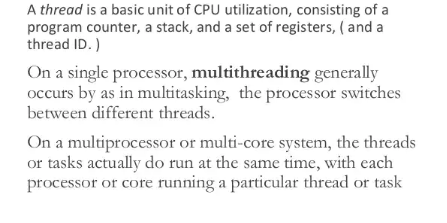 A thread is a basic unit of CPU utilization, consisting of a
program counter, a stack, and a set of registers, ( and a
thread ID. )
On a single processor, multithreading generally
occurs by as in multitasking, the processor switches
between different threads.
On a multiprocessor or multi-core system, the threads
or tasks actually do run at the same time, with each
processor or core running a particular thread or task